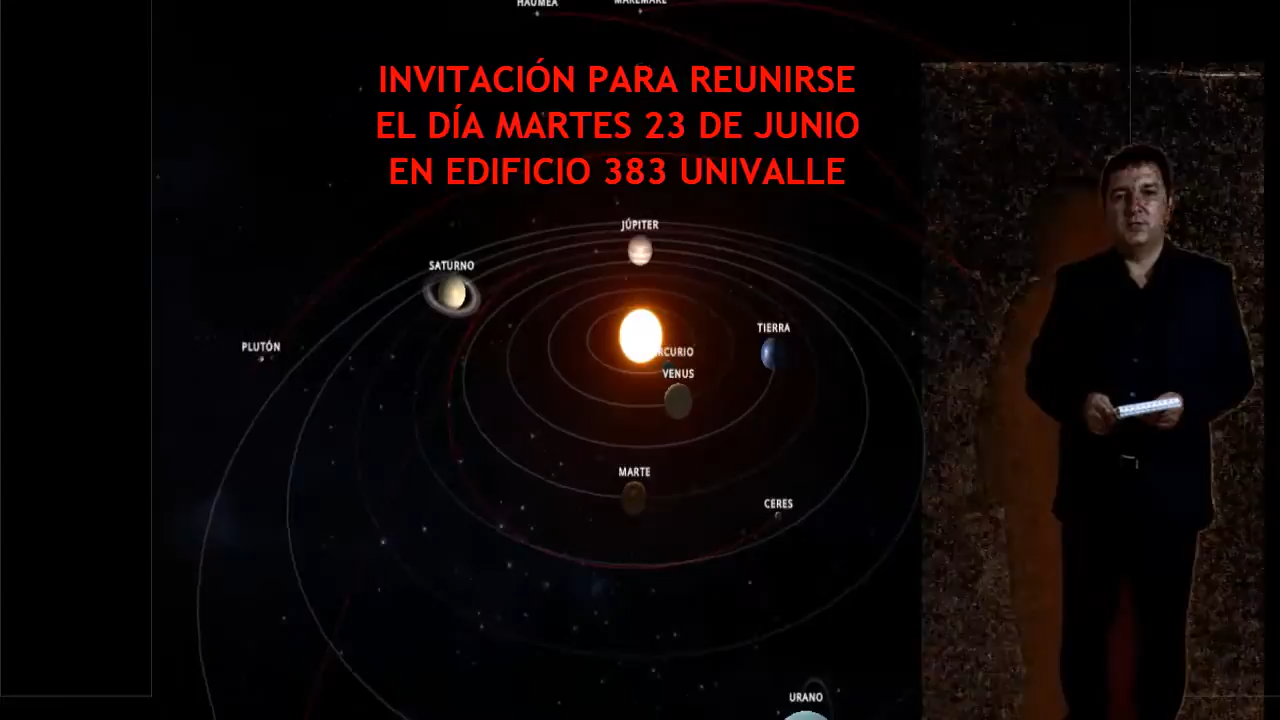 HAUMEA
MAKEMAKE
INVITACIÓN PARA REUNIRSE
EL DÍA MARTES 23 DE JUNIO
EN EDIFICIO 383 UNIVALLE
JÚPITER
SATURNO
TIERRA
PLUTÓN
RCURIO
VENUS
MARTE
CERES
URANO